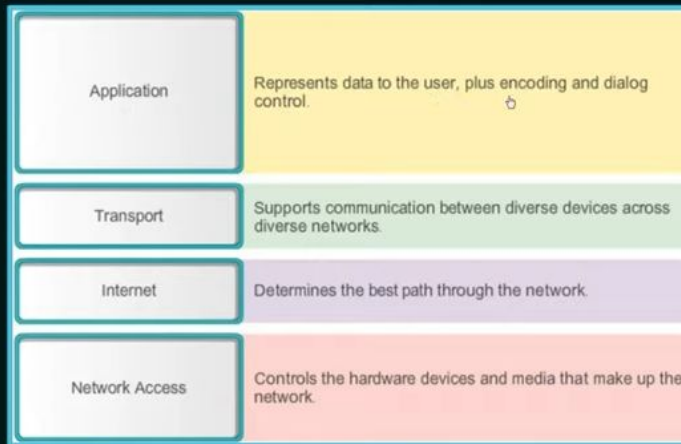 Application
Represents data to the user, plus encoding and dialog
control.
Transport
Supports communication between diverse devices across
diverse networks.
Internet
Determines the best path through the network.
Network Access
Controls the hardware devices and media that make up the
network.